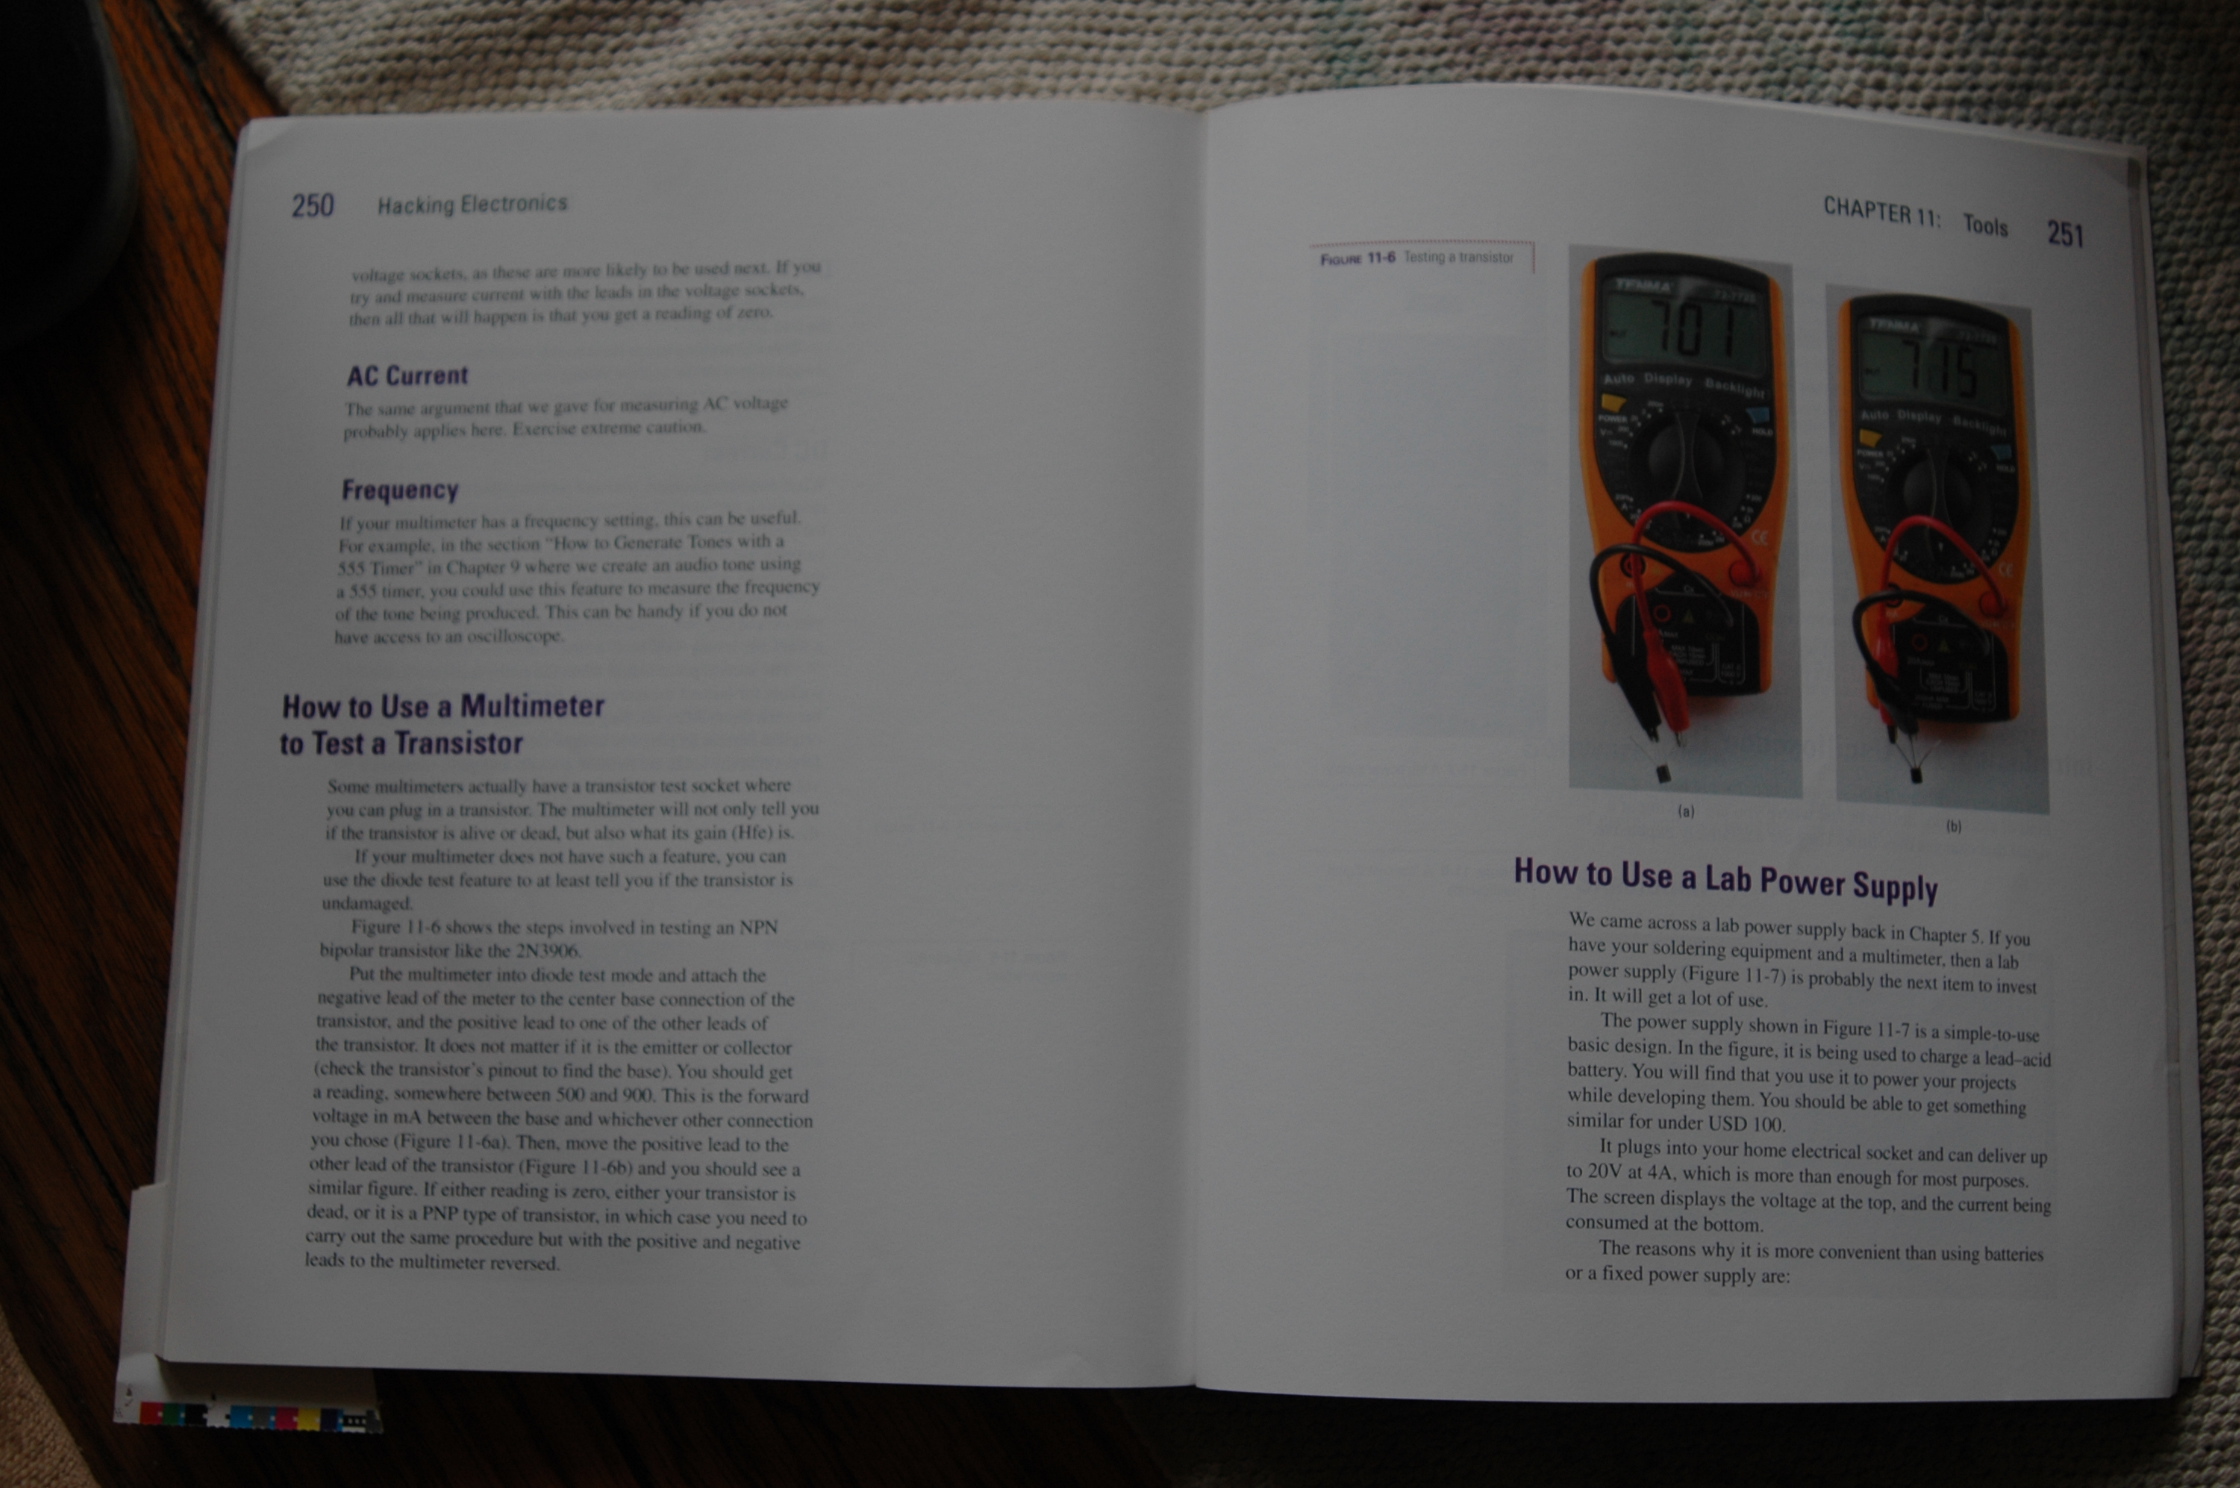 250 Hacking Electronics
voltage sockets, as these are more likely to be used next. If you
try and measure current with the leads in the voltage sockets,
then all that will happen is that you get a reading of zero.
AC Current
The same argument that we gave for measuring AC voltage
probably applies here. Exercise extreme caution.
Frequency
If your multimeter has a frequency setting, this can be useful.
For example, in the section "How to Generate Tones with a
555 Timer" in Chapter 9 where we create an audio tone using
a 555 timer, you could use this feature to measure the frequency
of the tone being produced. This can be handy if you do not
have access to an oscilloscope.
How to Use a Multimeter
to Test a Transistor
Some multimeters actually have a transistor test socket where
you can plug in a transistor. The multimeter will not only tell you
if the transistor is alive or dead, but also what its gain (Hfe) is.
If your multimeter does not have such a feature, you can
use the diode test feature to at least tell you if the transistor is
undamaged.
Figure 11-6 shows the steps involved in testing an NPN
bipolar transistor like the 2N3906.
Put the multimeter into diode test mode and attach the
negative lead of the meter to the center base connection of the
transistor, and the positive lead to one of the other leads of
the transistor. It does not matter if it is the emitter or collector
(check the transistor's pinout to find the base). You should get
a reading, somewhere between 500 and 900. This is the forward
voltage in mA between the base and whichever other connection
you chose (Figure 11-6a). Then, move the positive lead to the
other lead of the transistor (Figure 11-6b) and you should see a
similar figure. If either reading is zero, either your transistor is
dead, or it is a PNP type of transistor, in which case you need to
carry out the same procedure but with the positive and negative
leads to the multimeter reversed.
CHAPTER 11: Tools 251
FIGURE 11-6 Testing a transistor
TENMA
701
Auto Display Backlight
POWER
HOLD
(a)
TENMA
715
Auto Display Backlight
POWER
HOLD
(b)
How to Use a Lab Power Supply
We came across a lab power supply back in Chapter 5. If you
have your soldering equipment and a multimeter, then a lab
power supply (Figure 11-7) is probably the next item to invest
in. It will get a lot of use.
The power supply shown in Figure 11-7 is a simple-to-use
basic design. In the figure, it is being used to charge a lead–acid
battery. You will find that you use it to power your projects
while developing them. You should be able to get something
similar for under USD 100.
It plugs into your home electrical socket and can deliver up
to 20V at 4A, which is more than enough for most purposes.
The screen displays the voltage at the top, and the current being
consumed at the bottom.
The reasons why it is more convenient than using batteries
or a fixed power supply are: